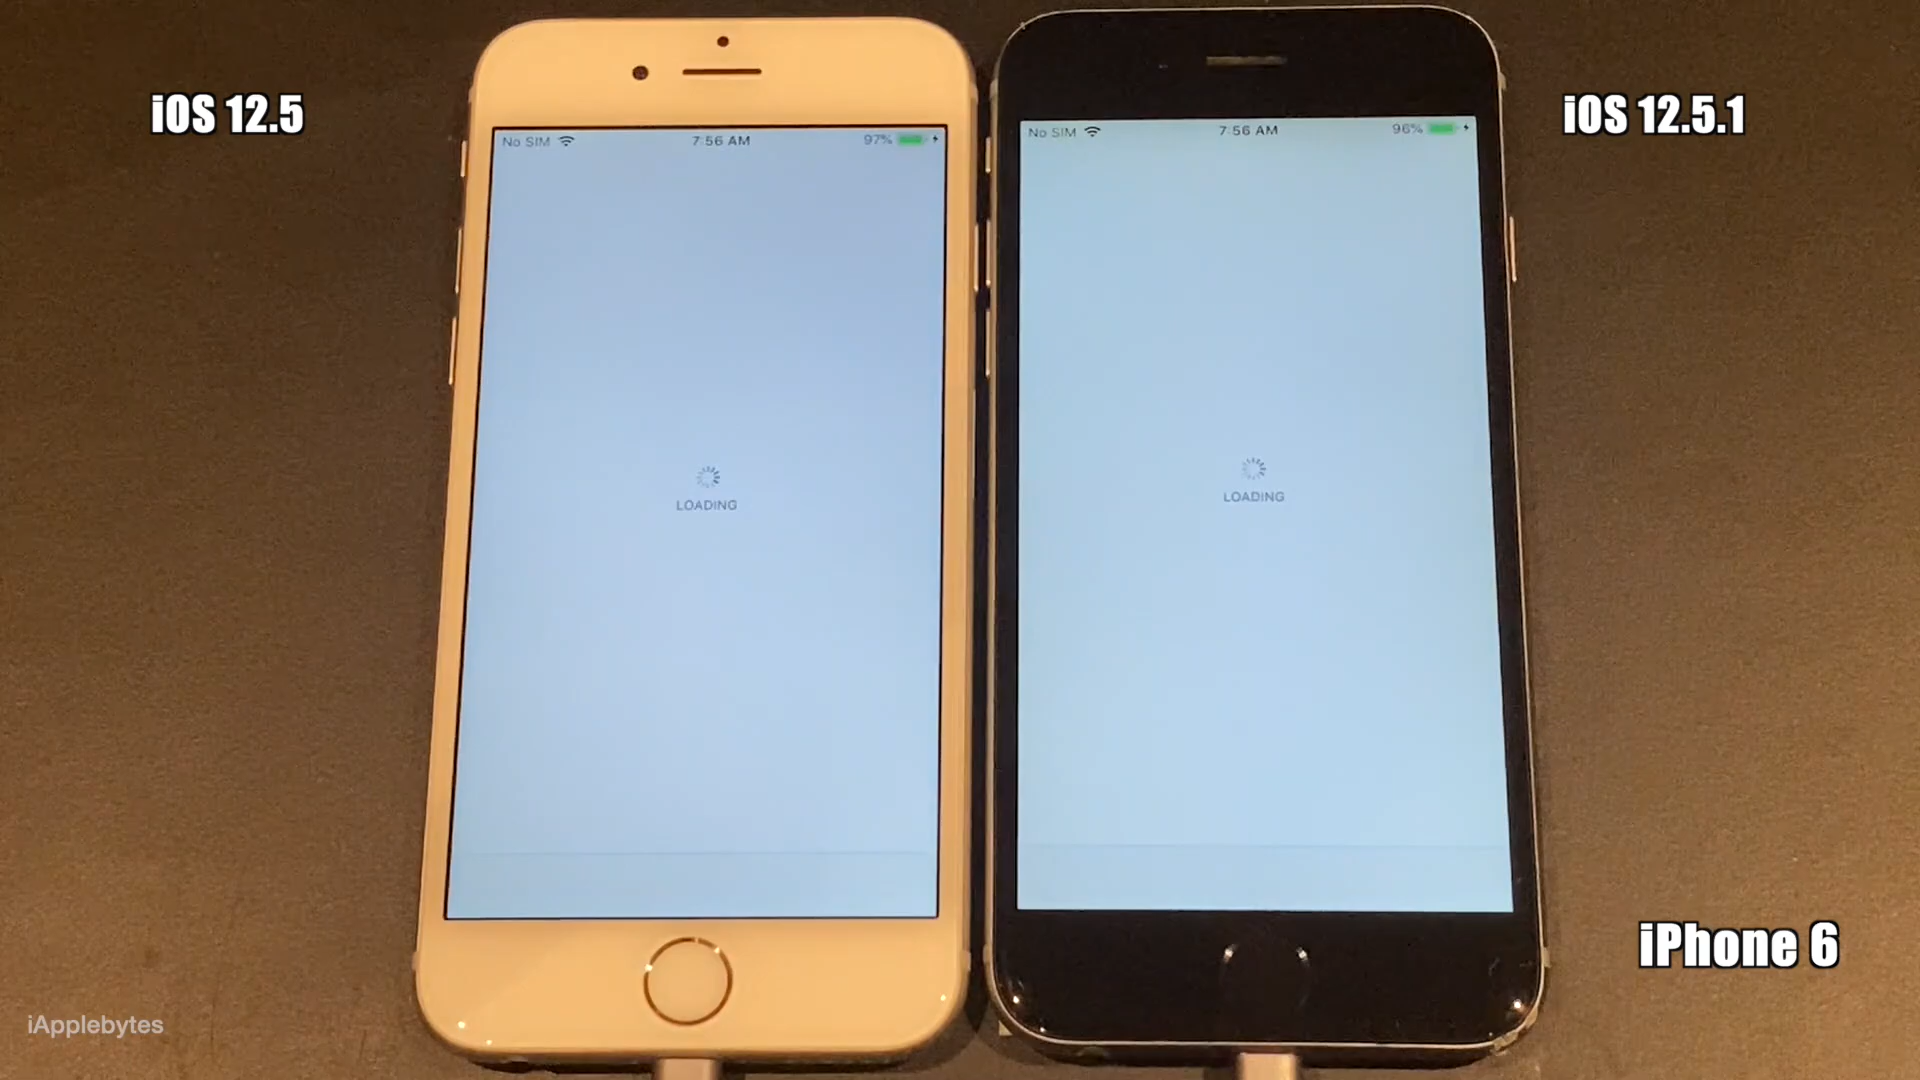 iOS 12.5
iOS 12.5.1
No SIM 7:56 AM 97%
No SIM 7:56 AM 96%
LOADING
LOADING
iPhone 6
iApplebytes